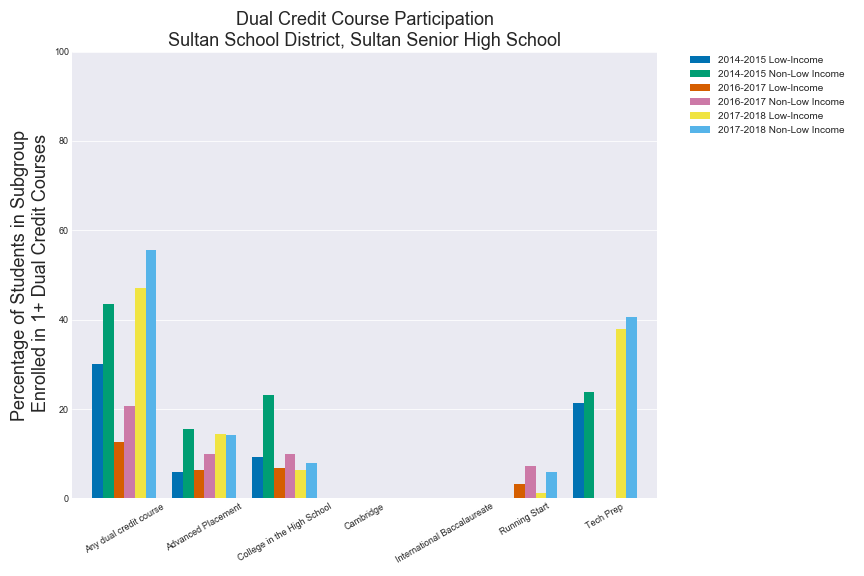 Dual Credit Course Participation
Sultan School District, Sultan Senior High School
Percentage of Students in Subgroup
Enrolled in 1+ Dual Credit Courses
100
80
60
40
20
0
Any dual credit course
Advanced Placement
College in the High School
Cambridge
International Baccalaureate
Running Start
Tech Prep
2014-2015 Low-Income
2014-2015 Non-Low Income
2016-2017 Low-Income
2016-2017 Non-Low Income
2017-2018 Low-Income
2017-2018 Non-Low Income